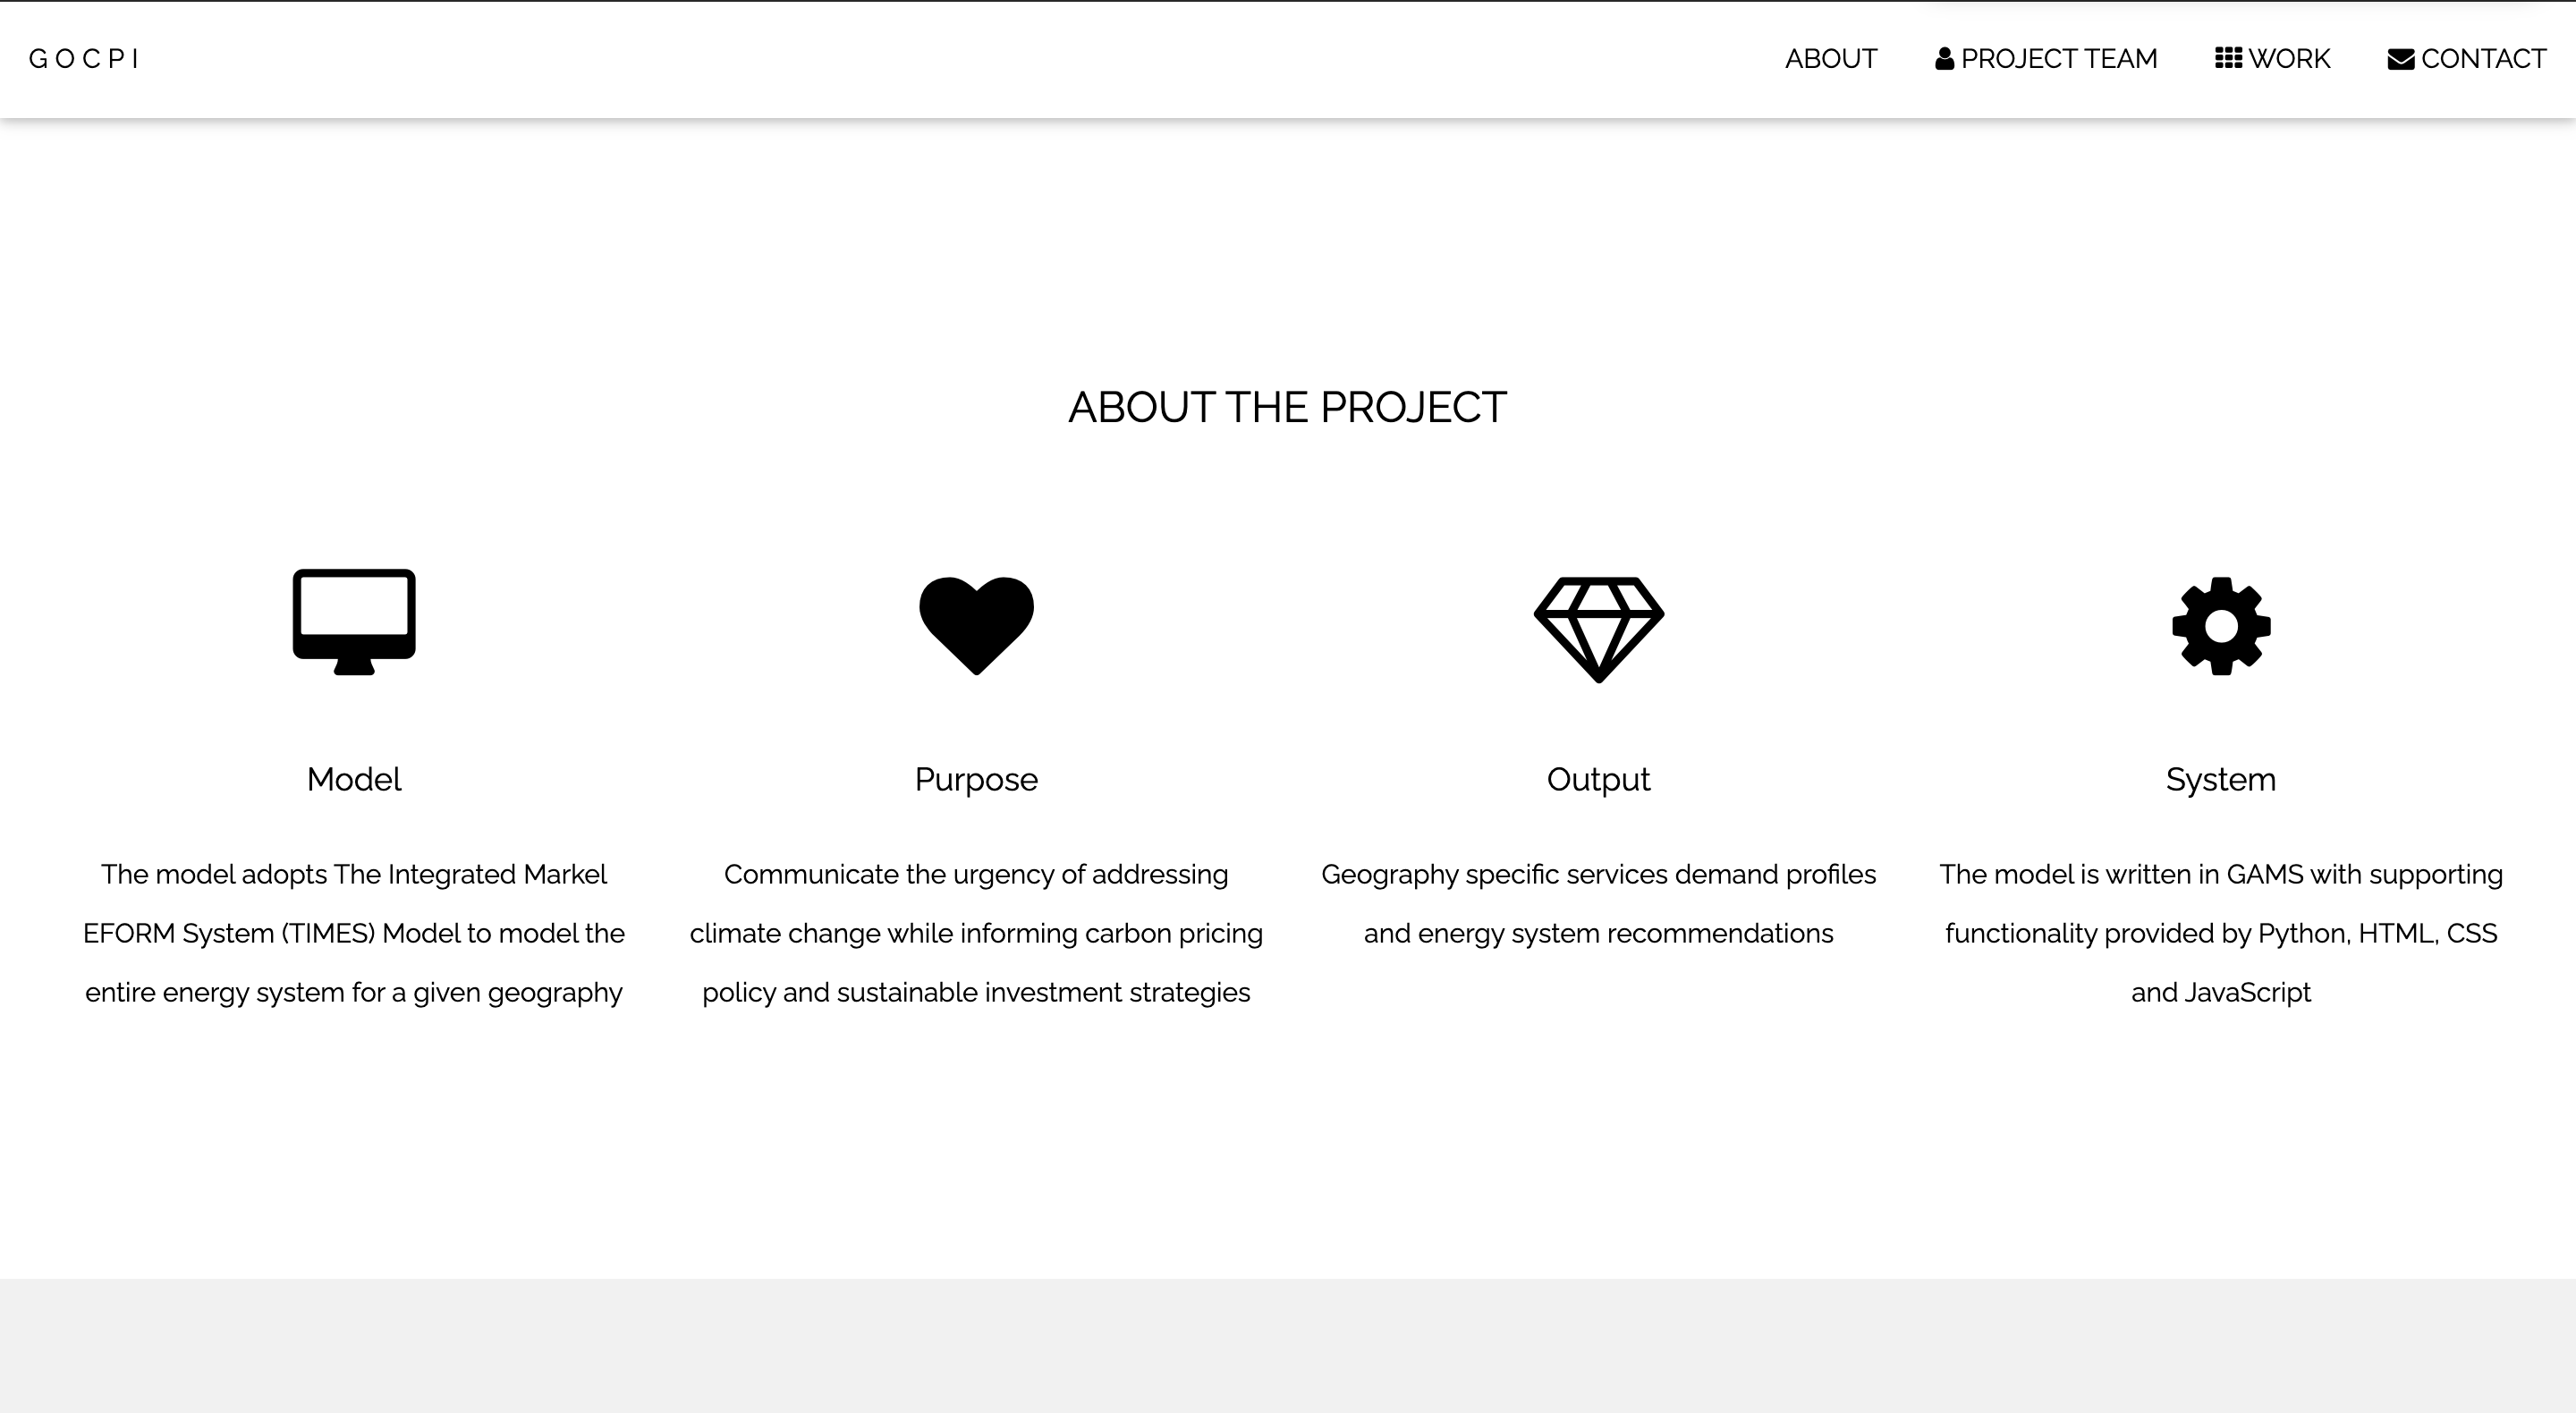 GOCPI
ABOUT
PROJECT TEAM
WORK
CONTACT
ABOUT THE PROJECT
Model
The model adopts The Integrated Markel
EFORM System (TIMES) Model to model the
entire energy system for a given geography
Purpose
Communicate the urgency of addressing
climate change while informing carbon pricing
policy and sustainable investment strategies
Output
Geography specific services demand profiles
and energy system recommendations
System
The model is written in GAMS with supporting
functionality provided by Python, HTML, CSS
and JavaScript